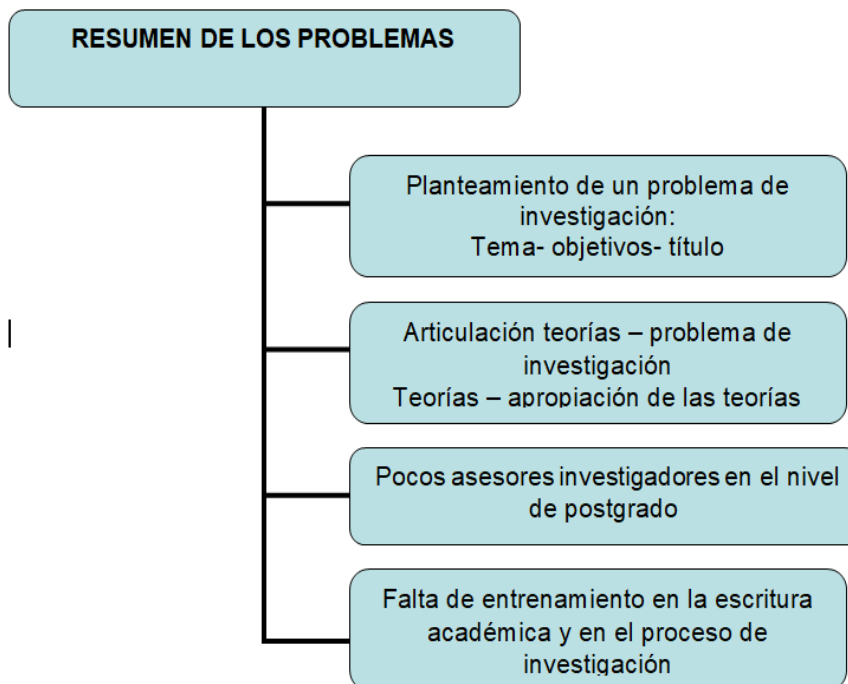 RESUMEN DE LOS PROBLEMAS
Planteamiento de un problema de
investigación:
Tema- objetivos- título
Articulación teorías – problema de
investigación
Teorías – apropiación de las teorías
Pocos asesores investigadores en el nivel
de postgrado
Falta de entrenamiento en la escritura
académica y en el proceso de
investigación